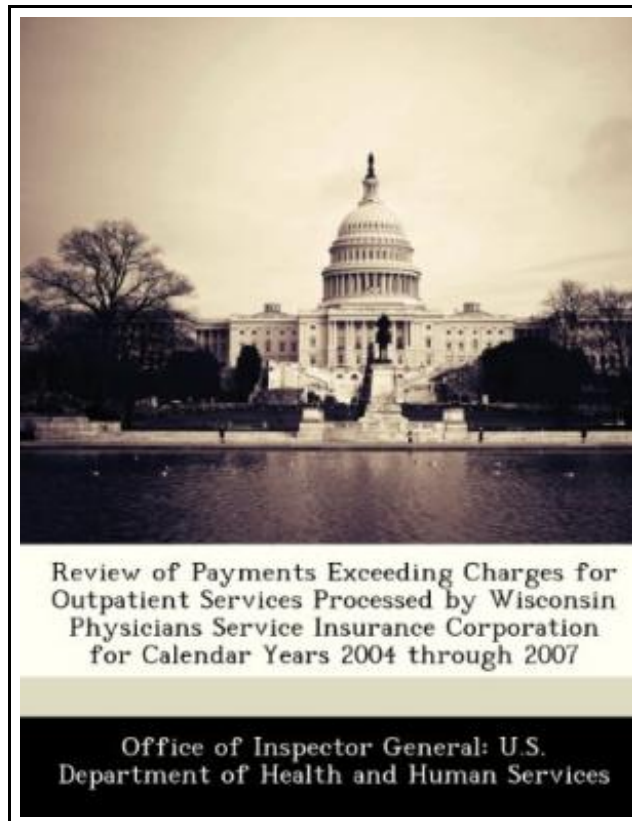 Review of Payments Exceeding Charges for
Outpatient Services Processed by Wisconsin
Physicians Service Insurance Corporation
for Calendar Years 2004 through 2007
Office of Inspector General: U.S.
Department of Health and Human Services